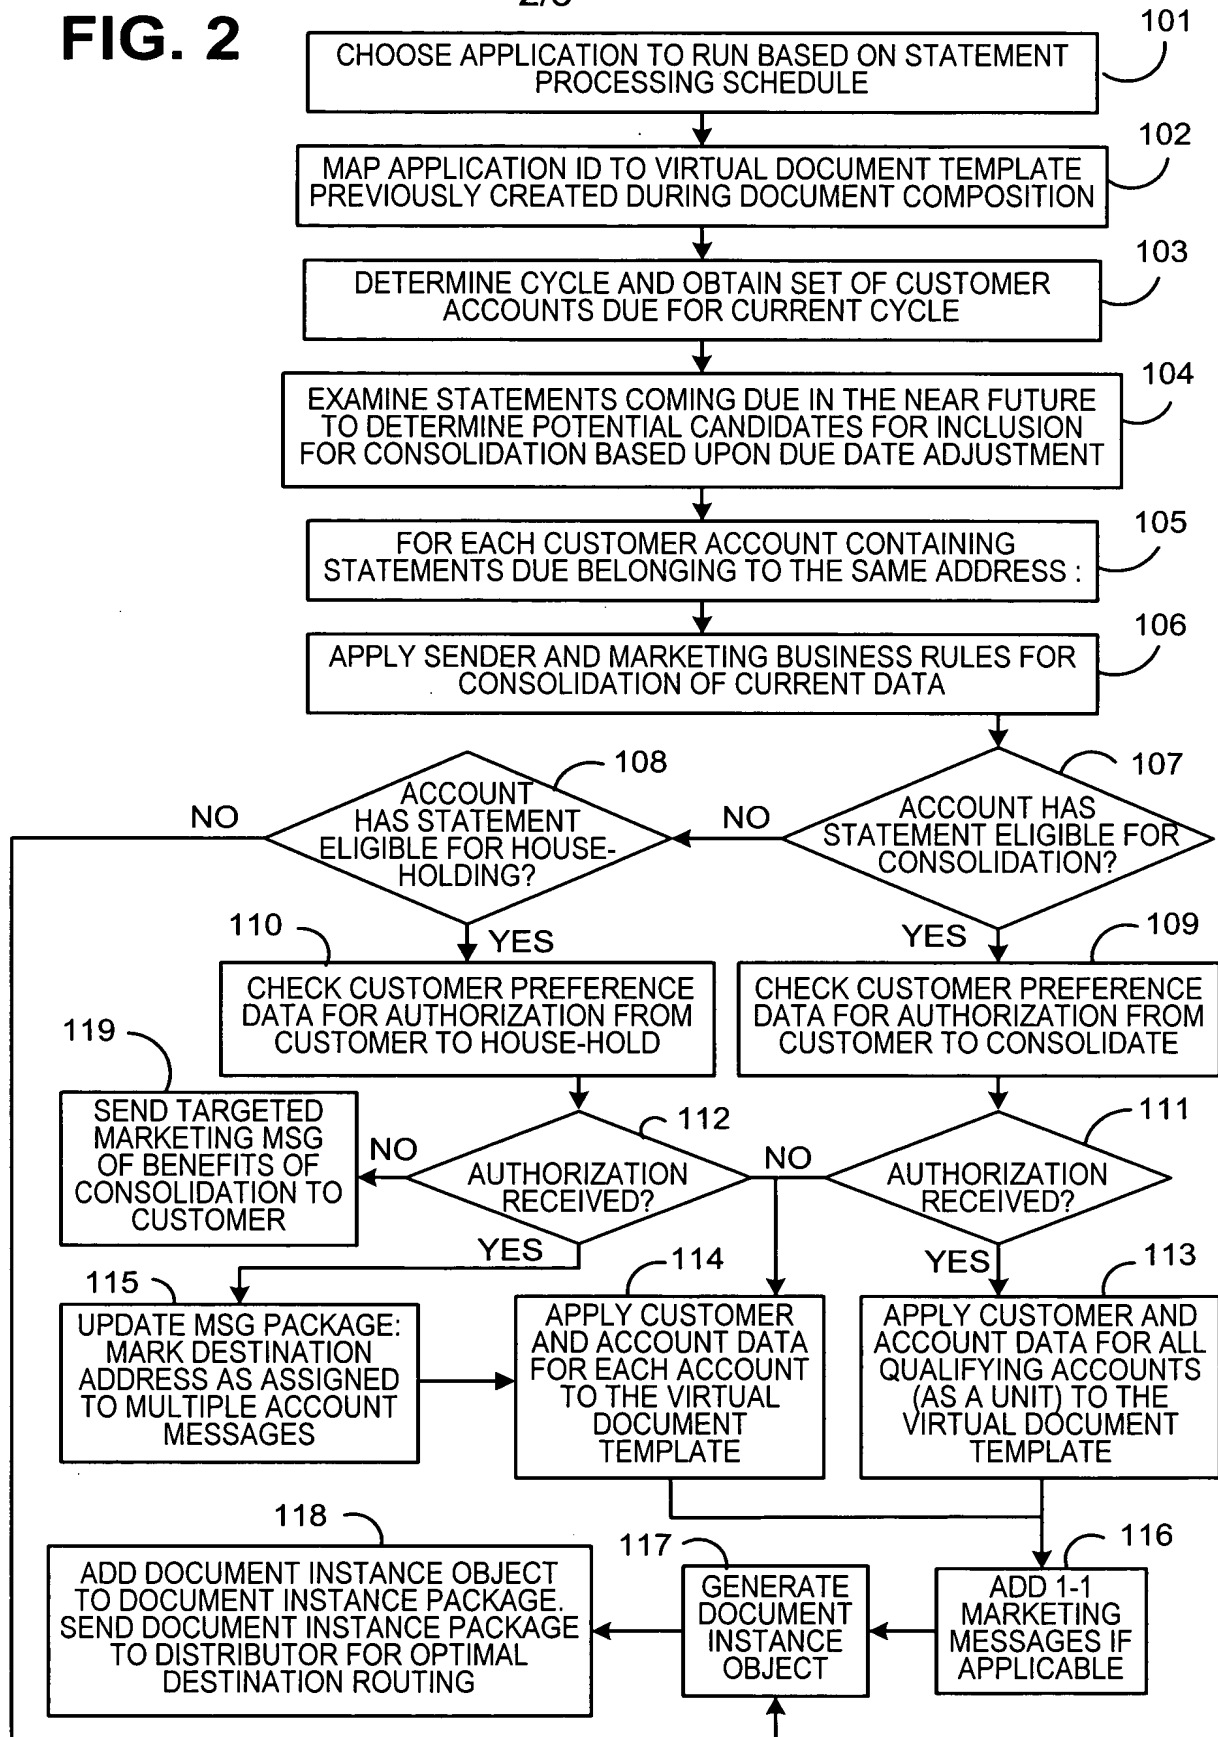 2/3
FIG. 2
101
CHOOSE APPLICATION TO RUN BASED ON STATEMENT
PROCESSING SCHEDULE
102
MAP APPLICATION ID TO VIRTUAL DOCUMENT TEMPLATE
PREVIOUSLY CREATED DURING DOCUMENT COMPOSITION
103
DETERMINE CYCLE AND OBTAIN SET OF CUSTOMER
ACCOUNTS DUE FOR CURRENT CYCLE
104
EXAMINE STATEMENTS COMING DUE IN THE NEAR FUTURE
TO DETERMINE POTENTIAL CANDIDATES FOR INCLUSION
FOR CONSOLIDATION BASED UPON DUE DATE ADJUSTMENT
105
FOR EACH CUSTOMER ACCOUNT CONTAINING
STATEMENTS DUE BELONGING TO THE SAME ADDRESS :
106
APPLY SENDER AND MARKETING BUSINESS RULES FOR
CONSOLIDATION OF CURRENT DATA
107
ACCOUNT HAS
STATEMENT ELIGIBLE FOR
CONSOLIDATION?
NO
108
ACCOUNT
HAS STATEMENT
ELIGIBLE FOR HOUSE-
HOLDING?
NO
YES
YES
110
CHECK CUSTOMER PREFERENCE
DATA FOR AUTHORIZATION FROM
CUSTOMER TO HOUSE-HOLD
109
CHECK CUSTOMER PREFERENCE
DATA FOR AUTHORIZATION FROM
CUSTOMER TO CONSOLIDATE
119
SEND TARGETED
MARKETING MSG
OF BENEFITS OF
CONSOLIDATION TO
CUSTOMER
NO
112
AUTHORIZATION
RECEIVED?
NO
111
AUTHORIZATION
RECEIVED?
YES
YES
115
UPDATE MSG PACKAGE:
MARK DESTINATION
ADDRESS AS ASSIGNED
TO MULTIPLE ACCOUNT
MESSAGES
114
APPLY CUSTOMER
AND ACCOUNT DATA
FOR EACH ACCOUNT
TO THE VIRTUAL
DOCUMENT
TEMPLATE
113
APPLY CUSTOMER AND
ACCOUNT DATA FOR ALL
QUALIFYING ACCOUNTS
(AS A UNIT) TO THE
VIRTUAL DOCUMENT
TEMPLATE
118
ADD DOCUMENT INSTANCE OBJECT
TO DOCUMENT INSTANCE PACKAGE.
SEND DOCUMENT INSTANCE PACKAGE
TO DISTRIBUTOR FOR OPTIMAL
DESTINATION ROUTING
117
GENERATE
DOCUMENT
INSTANCE
OBJECT
116
ADD 1-1
MARKETING
MESSAGES IF
APPLICABLE